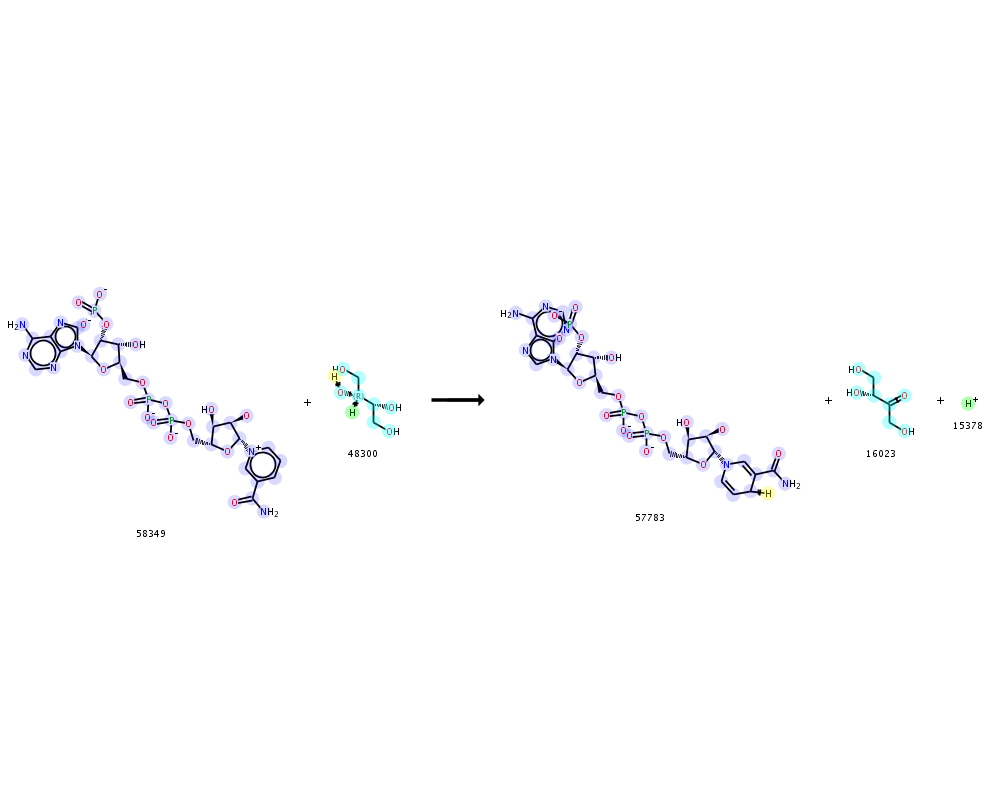 O-
O
P
H2N N O- O
N N N N
O OH
O
O P O
O- O P O
O-
HO O
O
N+
O
NH2
58349
+
HO
H
O (R)
H
OH
OH
48300
O O
P
H2N N N O
N N
O OH
O
O P O
O- O P O
O-
HO O
O
N
O
NH2
H
57783
+
HO
HO O
OH
16023
+
H+
15378